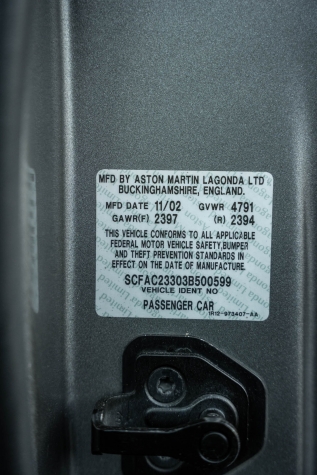 MFD BY ASTON MARTIN LAGONDA LTD
BUCKINGHAMSHIRE, ENGLAND.
MFD DATE 11/02 GVWR 4791
GAWR(F) 2397 (R) 2394
THIS VEHICLE CONFORMS TO ALL APPLICABLE
FEDERAL MOTOR VEHICLE SAFETY,BUMPER
AND THEFT PREVENTION STANDARDS IN
EFFECT ON THE DATE OF MANUFACTURE.
SCFAC23303B500599
VEHICLE IDENT NO
PASSENGER CAR
1R12-973407-AA